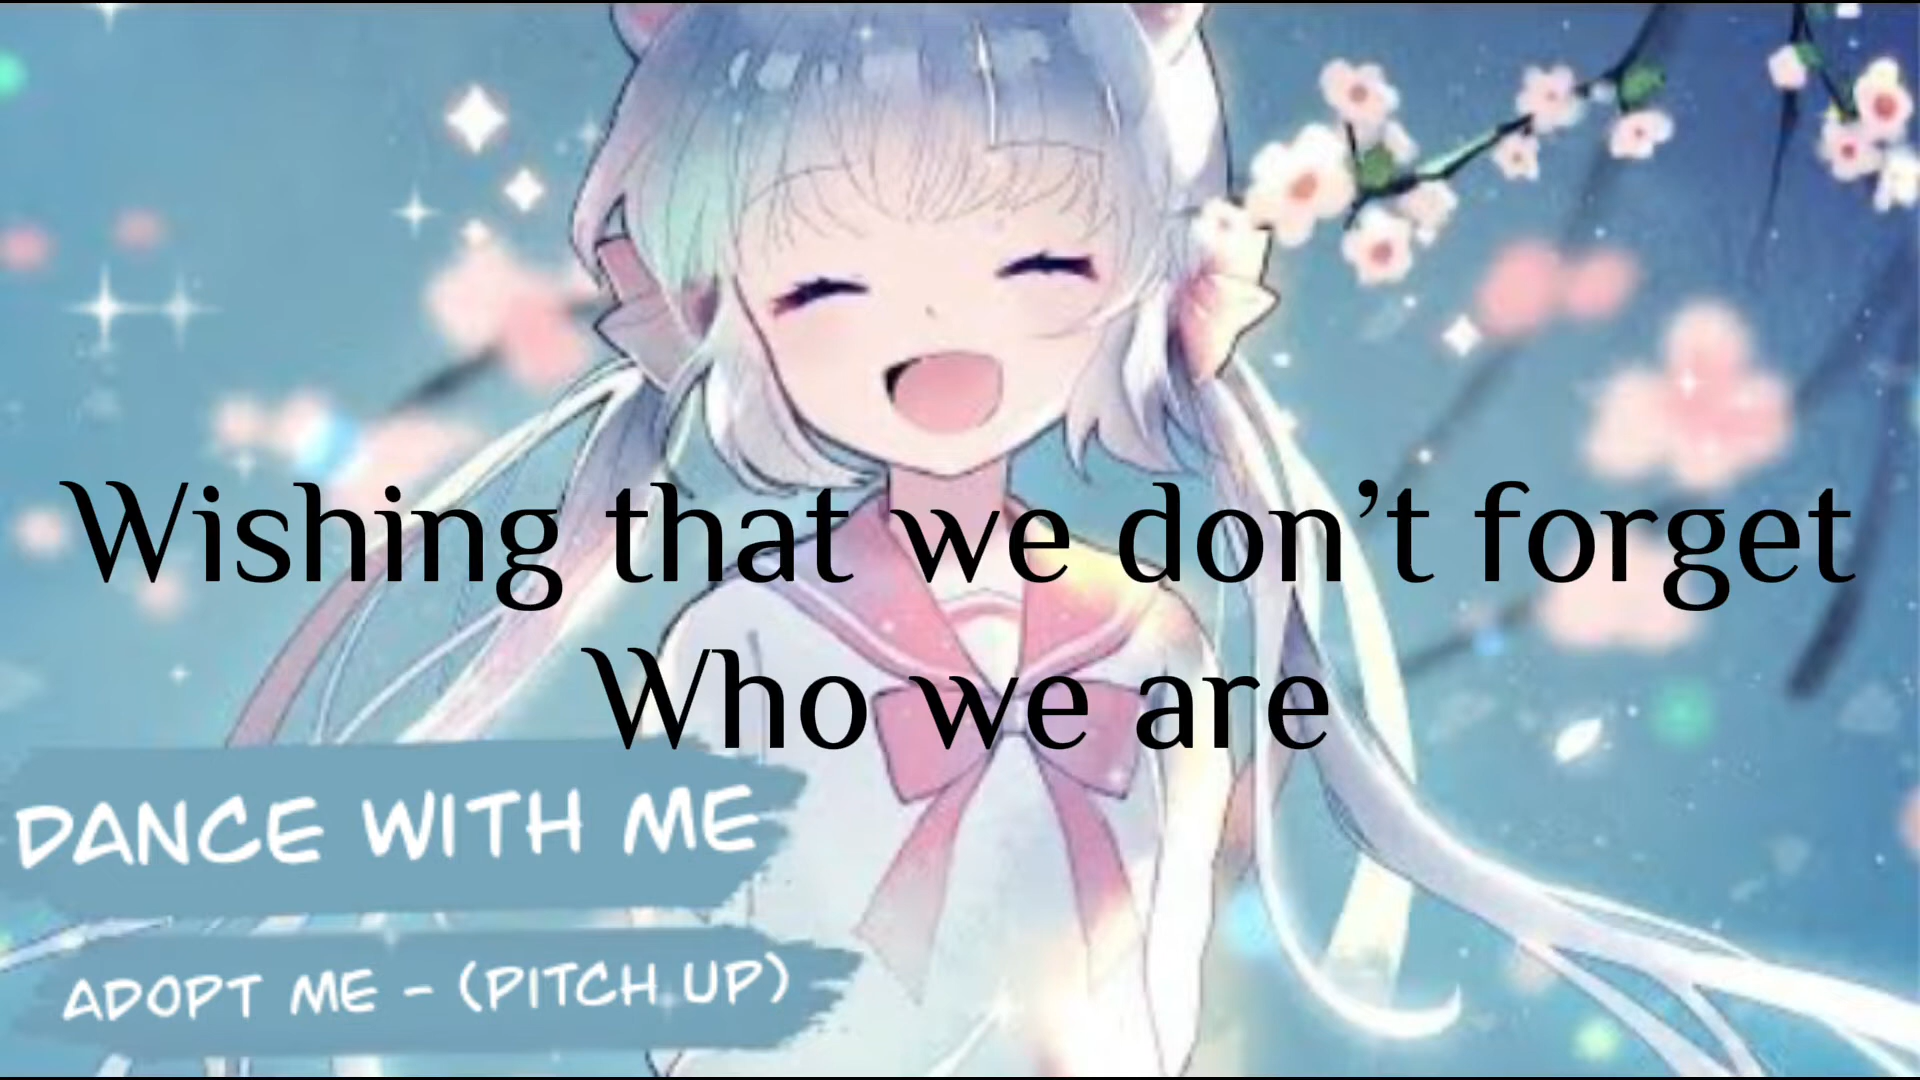 Wishing that we don’t forget
Who we are
DANCE WITH ME
ADOPT ME - (PITCH UP)